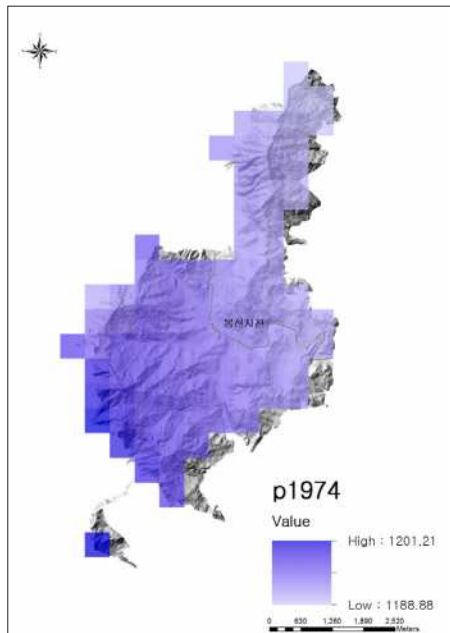 p1974
Value
High : 1201.21
Low : 1188.88
0 630 1,260 1,890 2,520
Meters